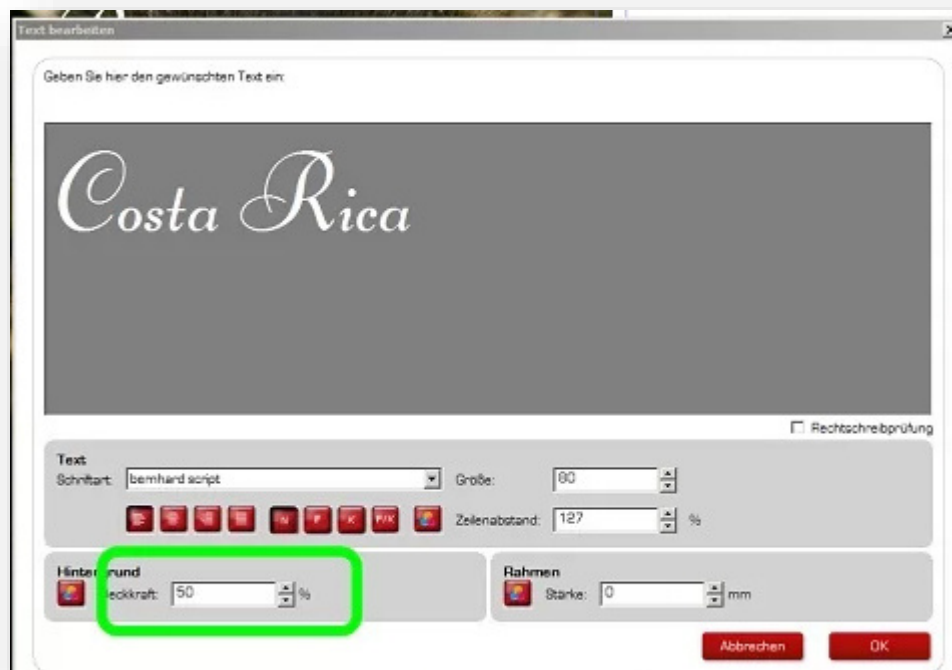 Text bearbeiten
Geben Sie hier den gewünschten Text ein:
Costa Rica
Rechtschreibprüfung
Text
Schriftart: bernhard script Größe: 80
N F K F/K Zeilenabstand: 127 %
Hintergrund
Deckkraft: 50 %
Rahmen
Stärke: 0 mm
Abbrechen OK